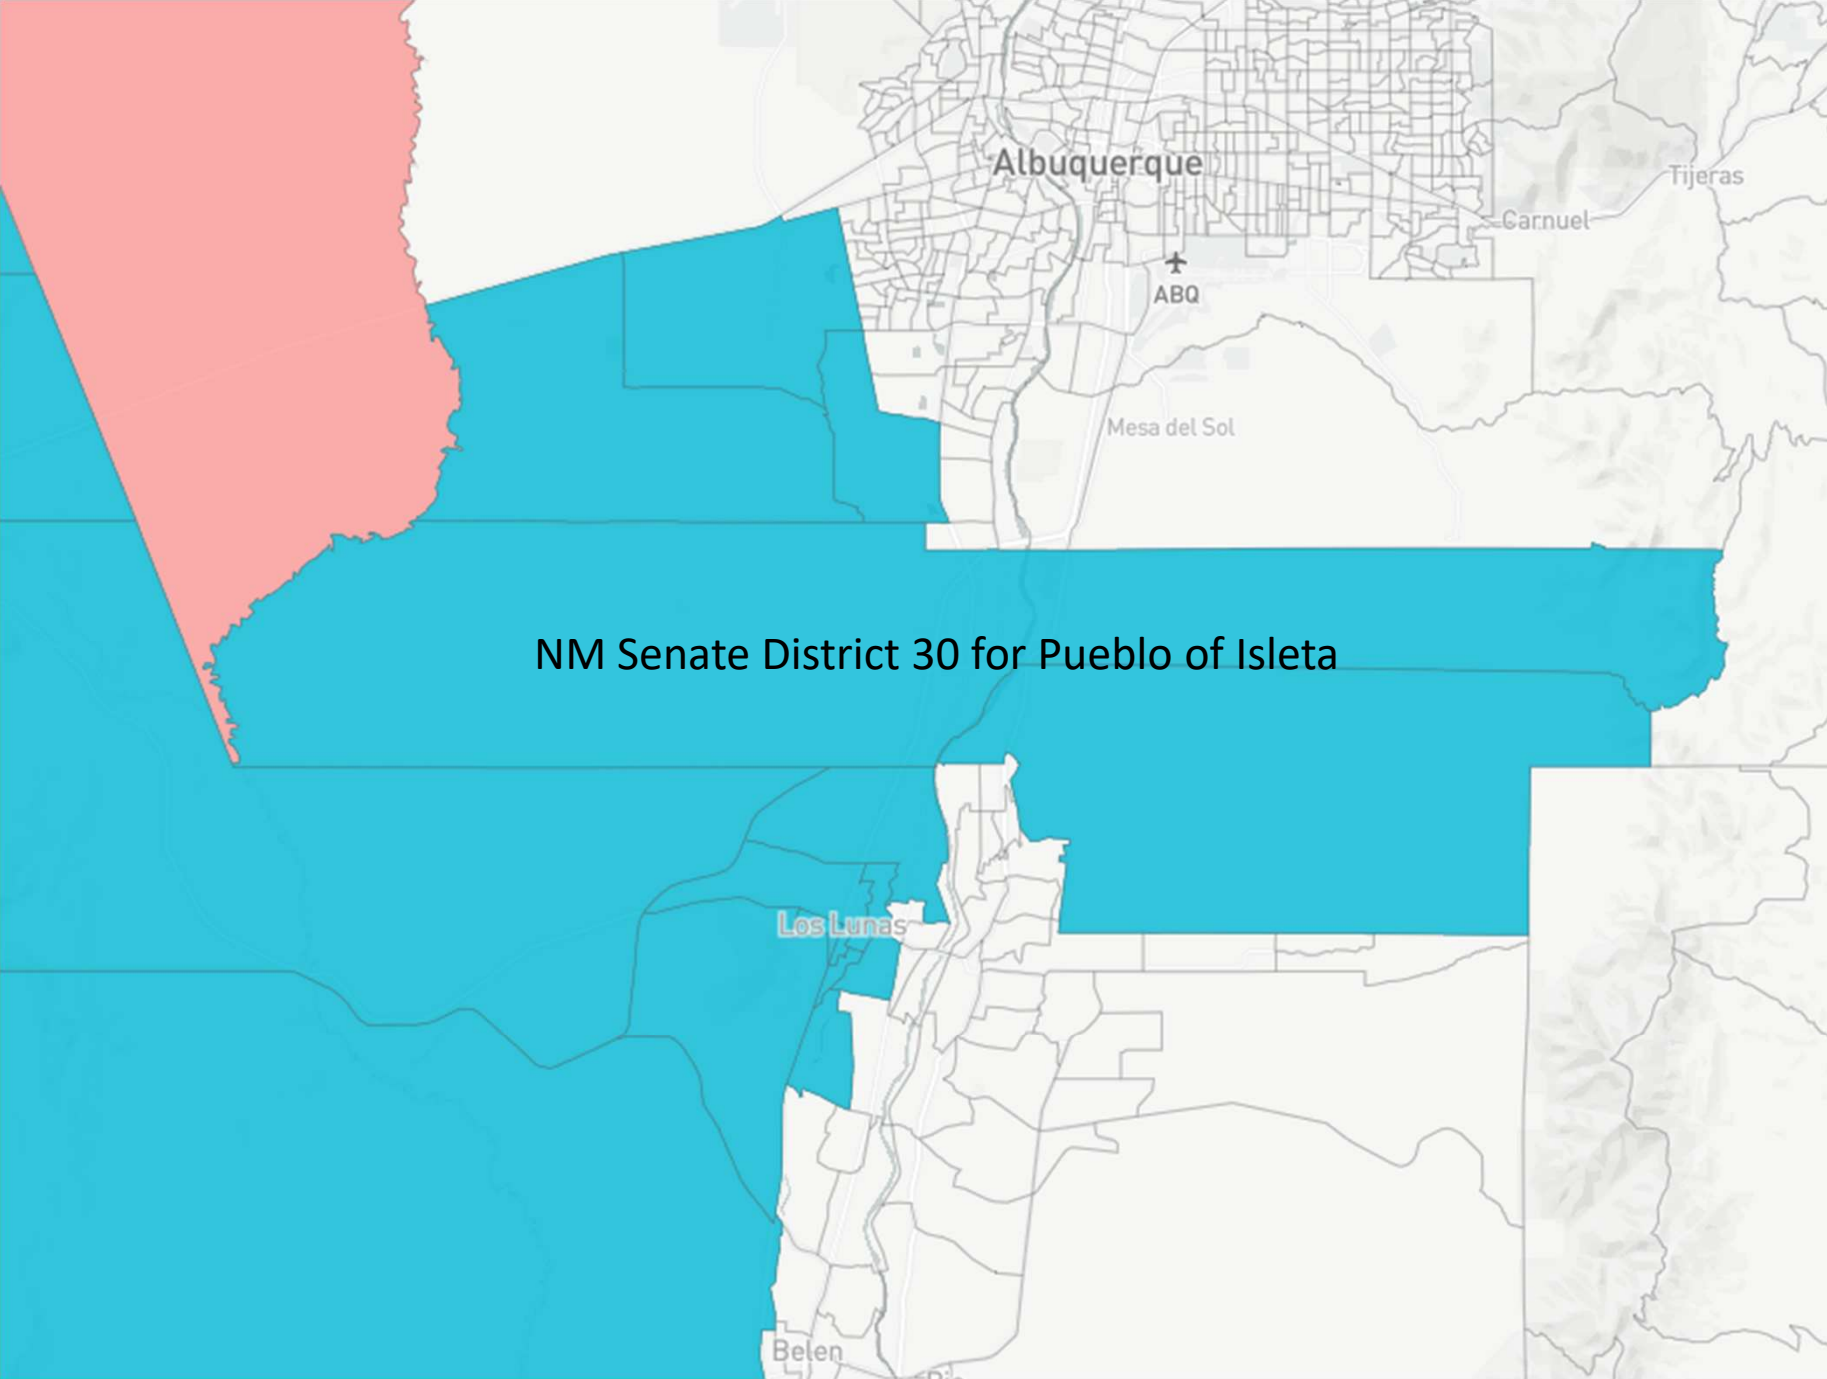 Albuquerque
Tijeras
Carnuel
ABQ
Mesa del Sol
NM Senate District 30 for Pueblo of Isleta
Los Lunas
Belen